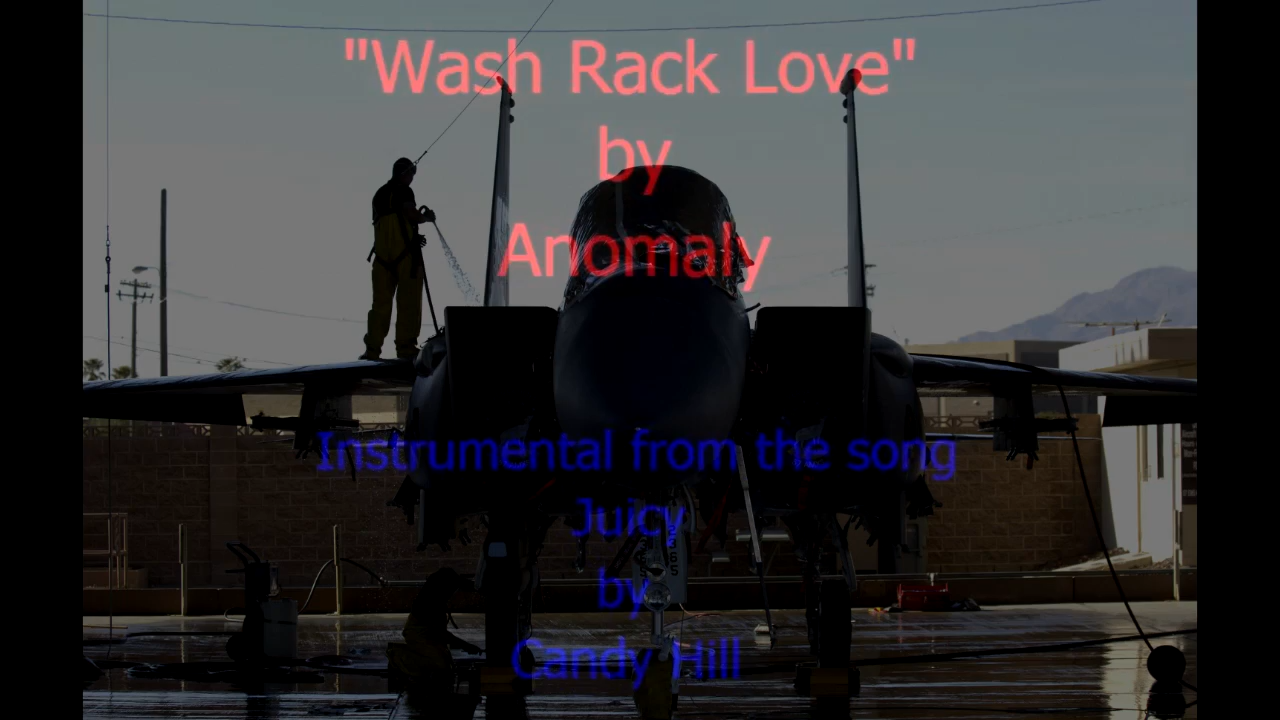 "Wash Rack Love"
by
Anomaly
Instrumental from the song
Juicy
by
Candy Hill